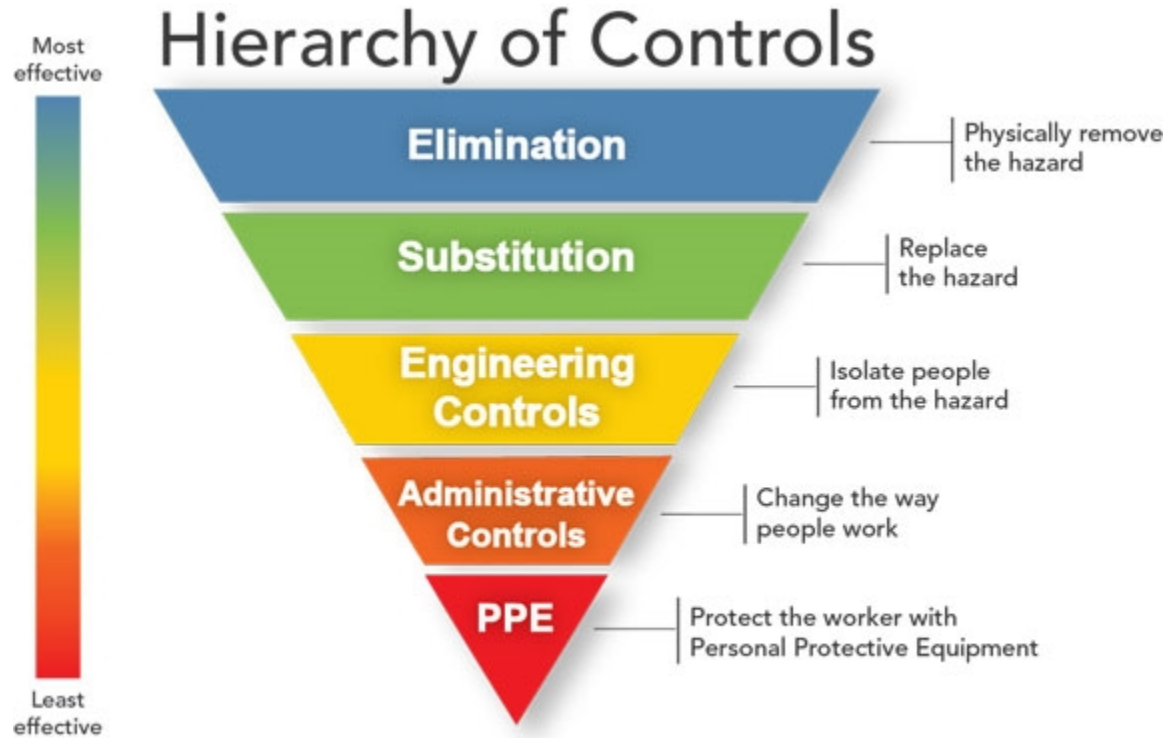 Hierarchy of Controls
Most
effective
Elimination
Physically remove
the hazard
Substitution
Replace
the hazard
Engineering
Controls
Isolate people
from the hazard
Administrative
Controls
Change the way
people work
PPE
Protect the worker with
Personal Protective Equipment
Least
effective